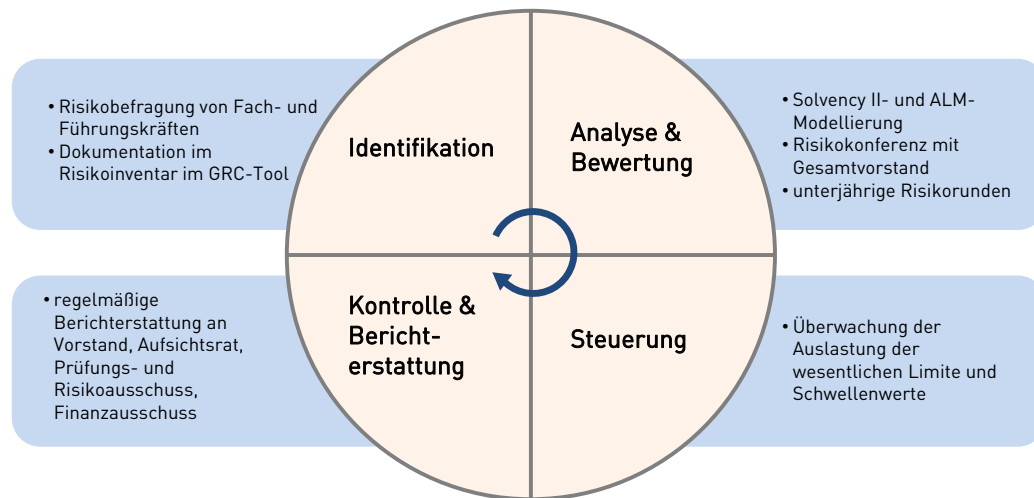 • Risikobefragung von Fach- und
Führungskräften
• Dokumentation im
Risikoinventar im GRC-Tool
Identifikation
Analyse &
Bewertung
• Solvency II- und ALM-
Modellierung
• Risikokonferenz mit
Gesamtvorstand
• unterjährige Risikorunden
• regelmäßige
Berichterstattung an
Vorstand, Aufsichtsrat,
Prüfungs- und
Risikoausschuss,
Finanzausschuss
Kontrolle &
Bericht-
erstattung
Steuerung
• Überwachung der
Auslastung der
wesentlichen Limite und
Schwellenwerte